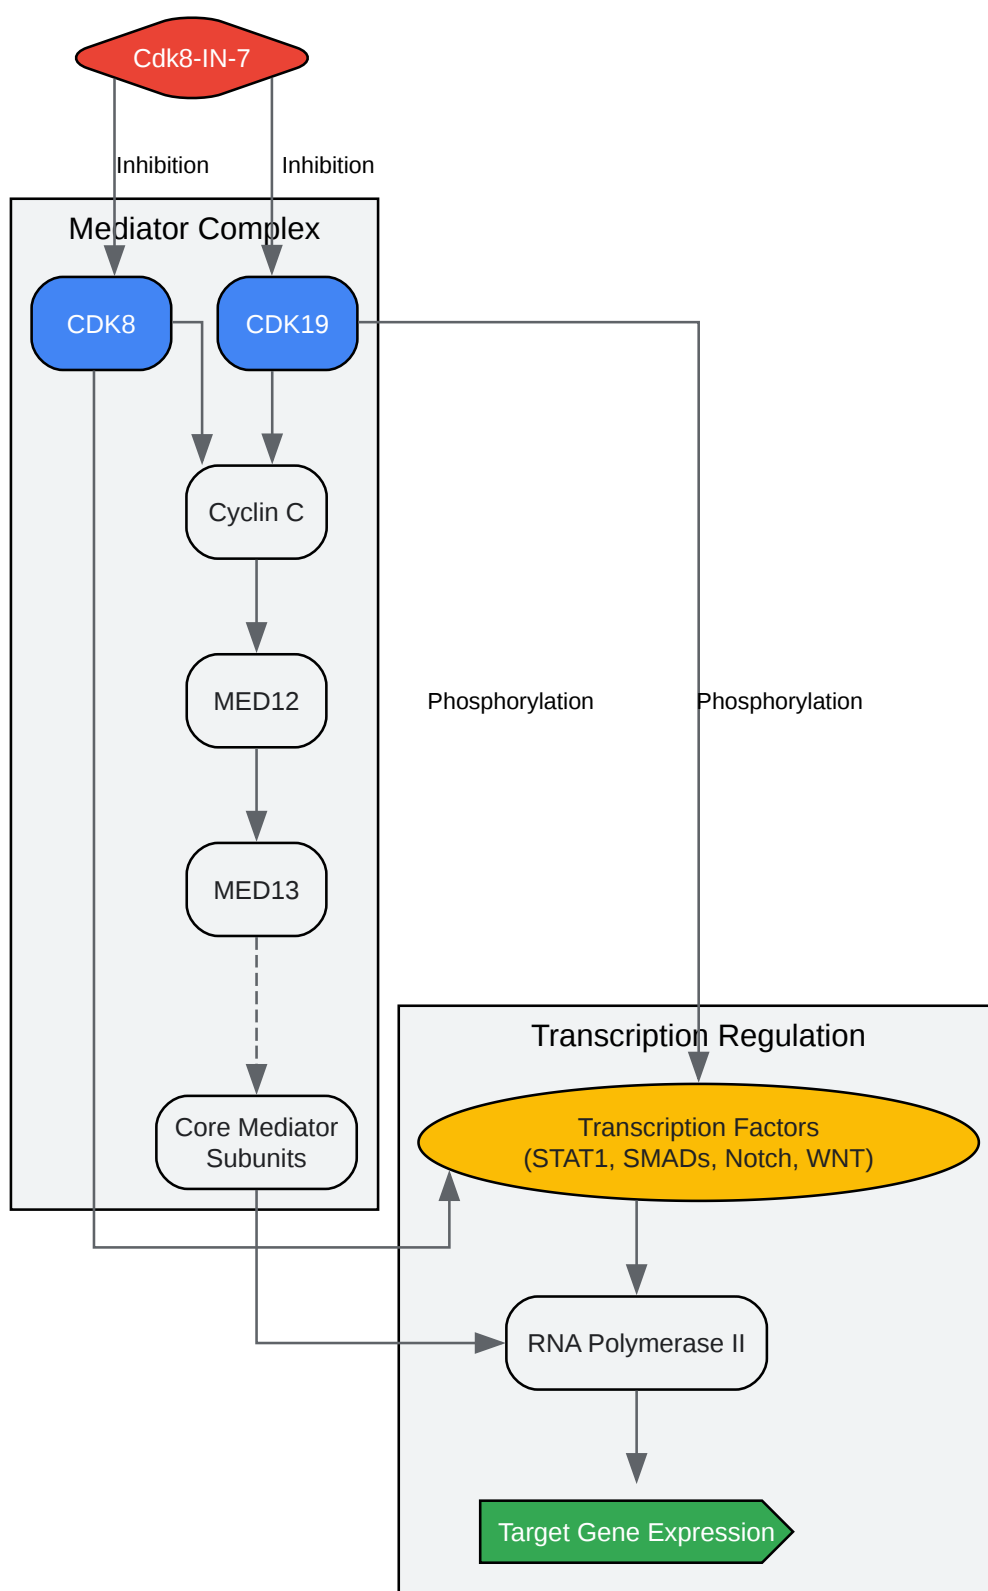 Cdk8-IN-7
Inhibition
Inhibition
Mediator Complex
CDK8
CDK19
Cyclin C
MED12
Phosphorylation
Phosphorylation
MED13
Transcription Regulation
Core Mediator
Subunits
Transcription Factors
(STAT1, SMADs, Notch, WNT)
RNA Polymerase II
Target Gene Expression